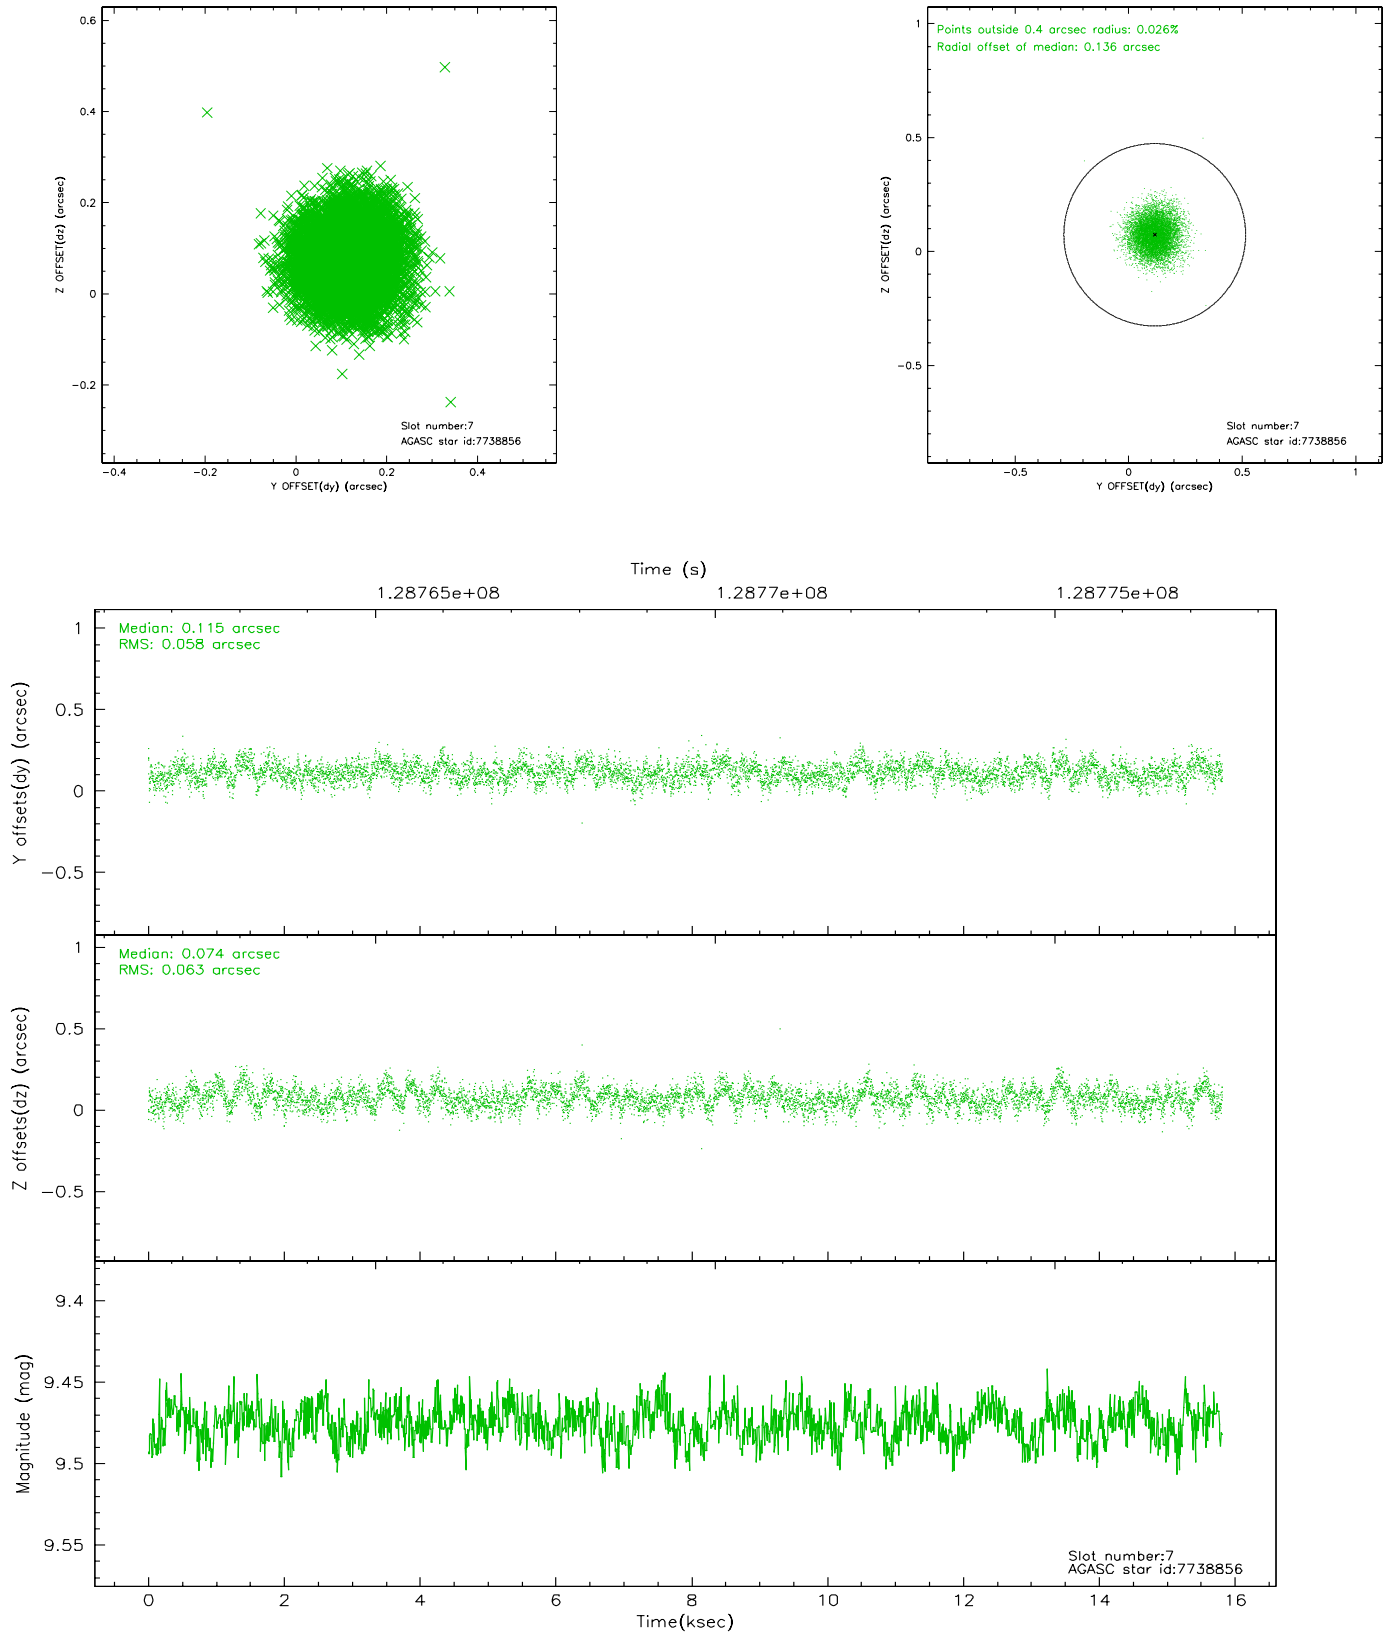 0.6
0.4
0.2
0
−0.2
Z OFFSET(dz) (arcsec)
Slot number:7
AGASC star id:7738856
−0.4 −0.2 0 0.2 0.4
Y OFFSET(dy) (arcsec)
Points outside 0.4 arcsec radius: 0.026%
Radial offset of median: 0.136 arcsec
1
0.5
0
−0.5
Z OFFSET(dz) (arcsec)
Slot number:7
AGASC star id:7738856
−0.5 0 0.5 1
Y OFFSET(dy) (arcsec)
Time (s)
1.28765e+08 1.2877e+08 1.28775e+08
Median: 0.115 arcsec
RMS: 0.058 arcsec
1
0.5
0
−0.5
Y offsets(dy) (arcsec)
Median: 0.074 arcsec
RMS: 0.063 arcsec
1
0.5
0
−0.5
Z offsets(dz) (arcsec)
9.4
9.45
9.5
9.55
Magnitude (mag)
Slot number:7
AGASC star id:7738856
0 2 4 6 8 10 12 14 16
Time(ksec)